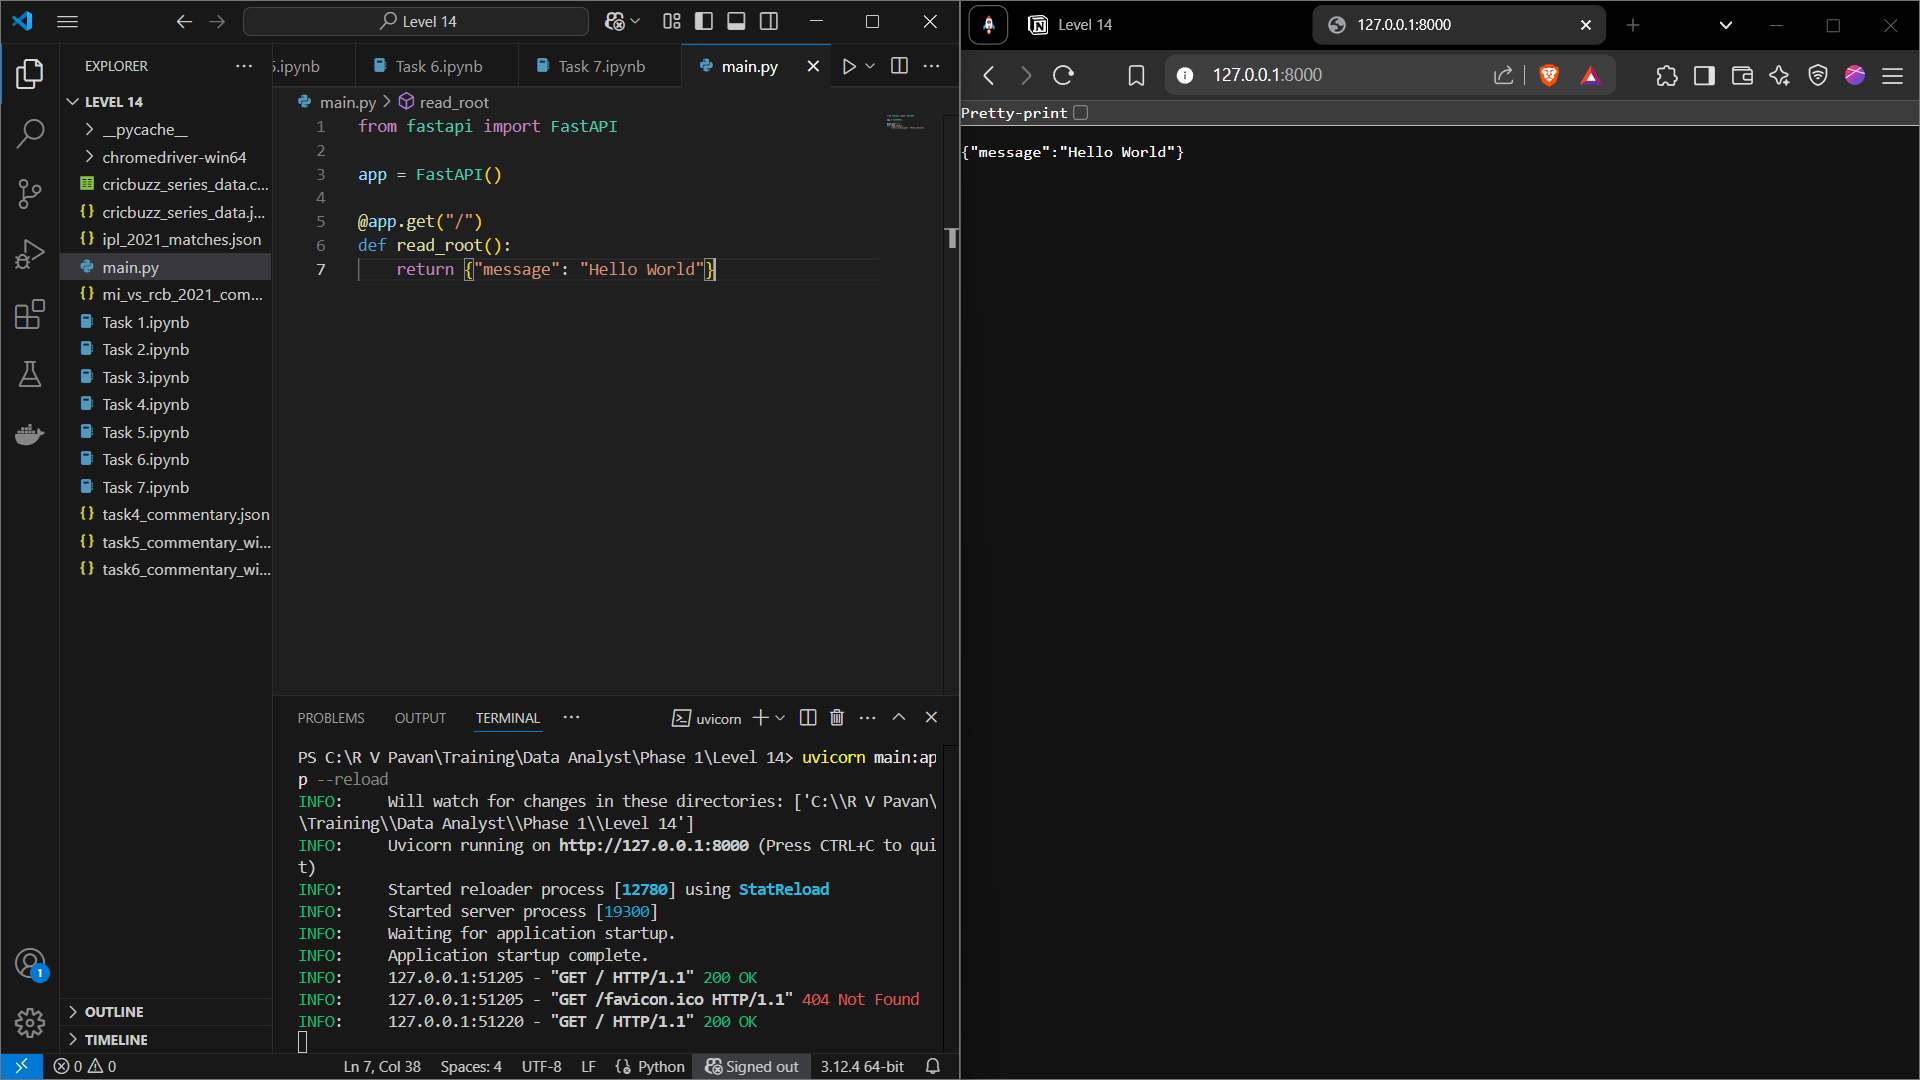 Level 14
EXPLORER
5.ipynb
Task 6.ipynb
Task 7.ipynb
main.py
LEVEL 14
__pycache__
chromedriver-win64
cricbuzz_series_data.c...
cricbuzz_series_data.j...
ipl_2021_matches.json
main.py
mi_vs_rcb_2021_com...
Task 1.ipynb
Task 2.ipynb
Task 3.ipynb
Task 4.ipynb
Task 5.ipynb
Task 6.ipynb
Task 7.ipynb
task4_commentary.json
task5_commentary_wi...
task6_commentary_wi...
OUTLINE
TIMELINE
main.py > read_root
1 from fastapi import FastAPI
2
3 app = FastAPI()
4
5 @app.get("/")
6 def read_root():
7 return {"message": "Hello World"}
PROBLEMS OUTPUT TERMINAL ... uvicorn
PS C:\R V Pavan\Training\Data Analyst\Phase 1\Level 14> uvicorn main:ap
p --reload
INFO: Will watch for changes in these directories: ['C:\\R V Pavan\
\Training\\Data Analyst\\Phase 1\\Level 14']
INFO: Uvicorn running on http://127.0.0.1:8000 (Press CTRL+C to qui
t)
INFO: Started reloader process [12780] using StatReload
INFO: Started server process [19300]
INFO: Waiting for application startup.
INFO: Application startup complete.
INFO: 127.0.0.1:51205 - "GET / HTTP/1.1" 200 OK
INFO: 127.0.0.1:51205 - "GET /favicon.ico HTTP/1.1" 404 Not Found
INFO: 127.0.0.1:51220 - "GET / HTTP/1.1" 200 OK
1
0 0 Ln 7, Col 38 Spaces: 4 UTF-8 LF {} Python Signed out 3.12.4 64-bit
Level 14
127.0.0.1:8000
127.0.0.1:8000
Pretty-print
{"message":"Hello World"}